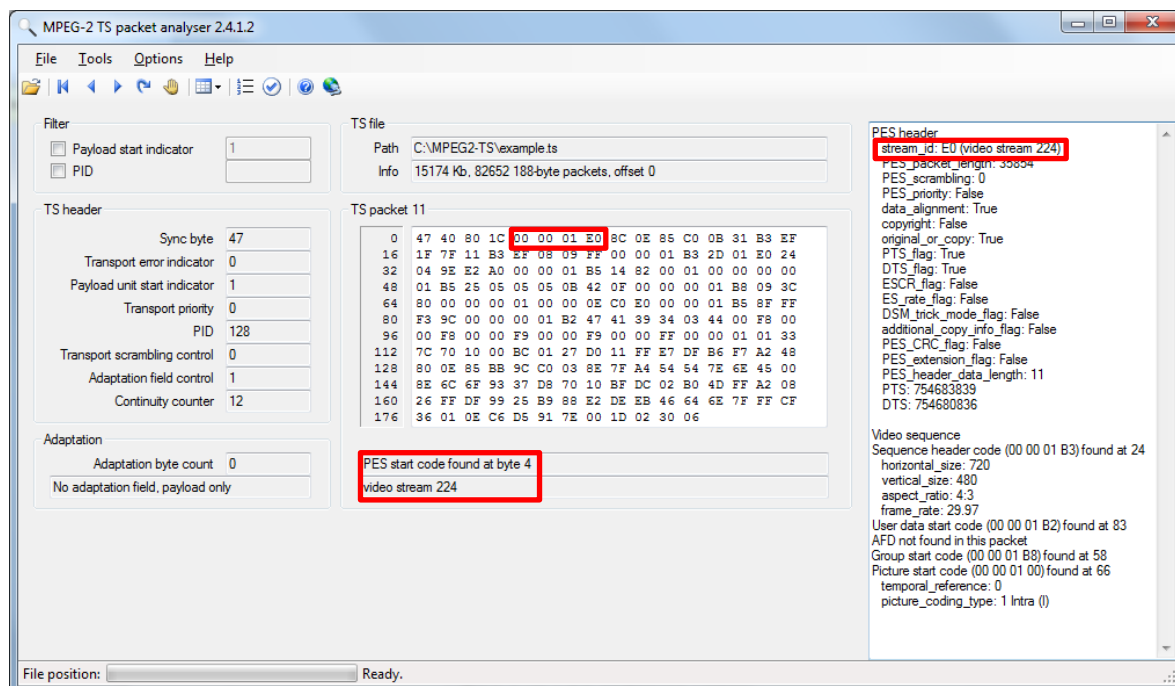 MPEG-2 TS packet analyser 2.4.1.2
File Tools Options Help
Filter
Payload start indicator 1
PID
TS header
Sync byte 47
Transport error indicator 0
Payload unit start indicator 1
Transport priority 0
PID 128
Transport scrambling control 0
Adaptation field control 1
Continuity counter 12
Adaptation
Adaptation byte count 0
No adaptation field, payload only
TS file
Path C:\MPEG2-TS\example.ts
Info 15174 Kb, 82652 188-byte packets, offset 0
TS packet 11
0 47 40 80 1C 00 00 01 E0 8C 0E 85 C0 0B 31 B3 EF
16 1F 7F 11 B3 EF 08 09 FF 00 00 01 B3 2D 01 E0 24
32 04 9E E2 A0 00 00 01 B5 14 82 00 01 00 00 00 00
48 01 B5 25 05 05 05 0B 42 0F 00 00 00 01 B8 09 3C
64 80 00 00 00 01 00 00 0E C0 E0 00 00 01 B5 8F FF
80 F3 9C 00 00 00 01 B2 47 41 39 34 03 44 00 F8 00
96 00 F8 00 00 F9 00 00 F9 00 00 FF 00 00 01 01 33
112 7C 70 10 00 BC 01 27 D0 11 FF E7 DF B6 F7 A2 48
128 80 0E 85 BB 9C C0 03 8E 7F A4 54 54 7E 6E 45 00
144 8E 6C 6F 93 37 D8 70 10 BF DC 02 B0 4D FF A2 08
160 26 FF DF 99 25 B9 88 E2 DE EB 46 64 6E 7F FF CF
176 36 01 0E C6 D5 91 7E 00 1D 02 30 06
PES start code found at byte 4
video stream 224
PES header
stream_id: E0 (video stream 224)
PES_packet_length: 35854
PES_scrambling: 0
PES_priority: False
data_alignment: True
copyright: False
original_or_copy: True
PTS_flag: True
DTS_flag: True
ESCR_flag: False
ES_rate_flag: False
DSM_trick_mode_flag: False
additional_copy_info_flag: False
PES_CRC_flag: False
PES_extension_flag: False
PES_header_data_length: 11
PTS: 754683839
DTS: 754680836
Video sequence
Sequence header code (00 00 01 B3) found at 24
horizontal_size: 720
vertical_size: 480
aspect_ratio: 4:3
frame_rate: 29.97
User data start code (00 00 01 B2) found at 83
AFD not found in this packet
Group start code (00 00 01 B8) found at 58
Picture start code (00 00 01 00) found at 66
temporal_reference: 0
picture_coding_type: 1 Intra (I)
File position:
Ready.